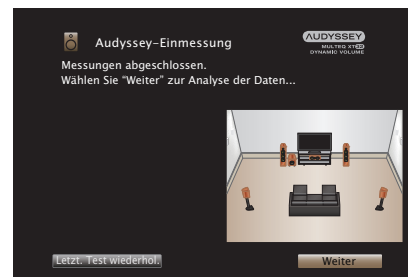 Audyssey-Einmessung
AUDYSSEY
MULTEQ XT32
DYNAMIC VOLUME
Messungen abgeschlossen.
Wählen Sie “Weiter” zur Analyse der Daten...
Letzt. Test wiederhol.
Weiter